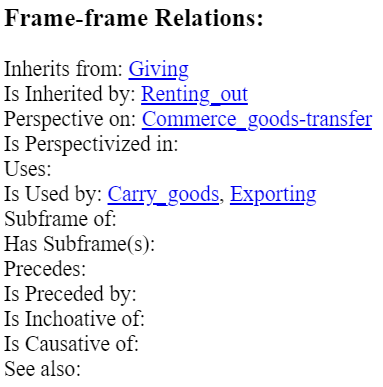 Frame-frame Relations:
Inherits from: Giving
Is Inherited by: Renting_out
Perspective on: Commerce_goods-transfer
Is Perspectivized in:
Uses:
Is Used by: Carry_goods, Exporting
Subframe of:
Has Subframe(s):
Precedes:
Is Preceded by:
Is Inchoative of:
Is Causative of:
See also: